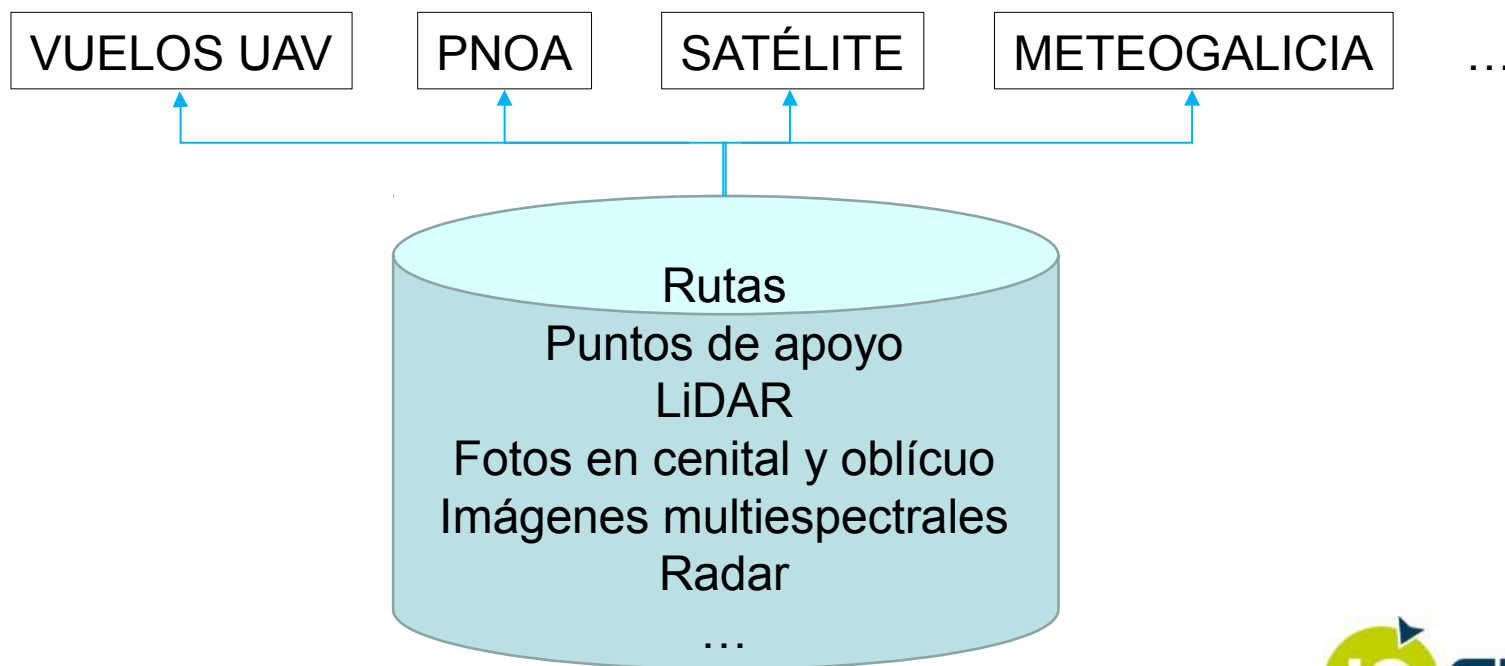 VUELOS UAV PNOA SATÉLITE METEOGALICIA ...
Rutas
Puntos de apoyo
LiDAR
Fotos en cenital y oblícuo
Imágenes multiespectrales
Radar
...